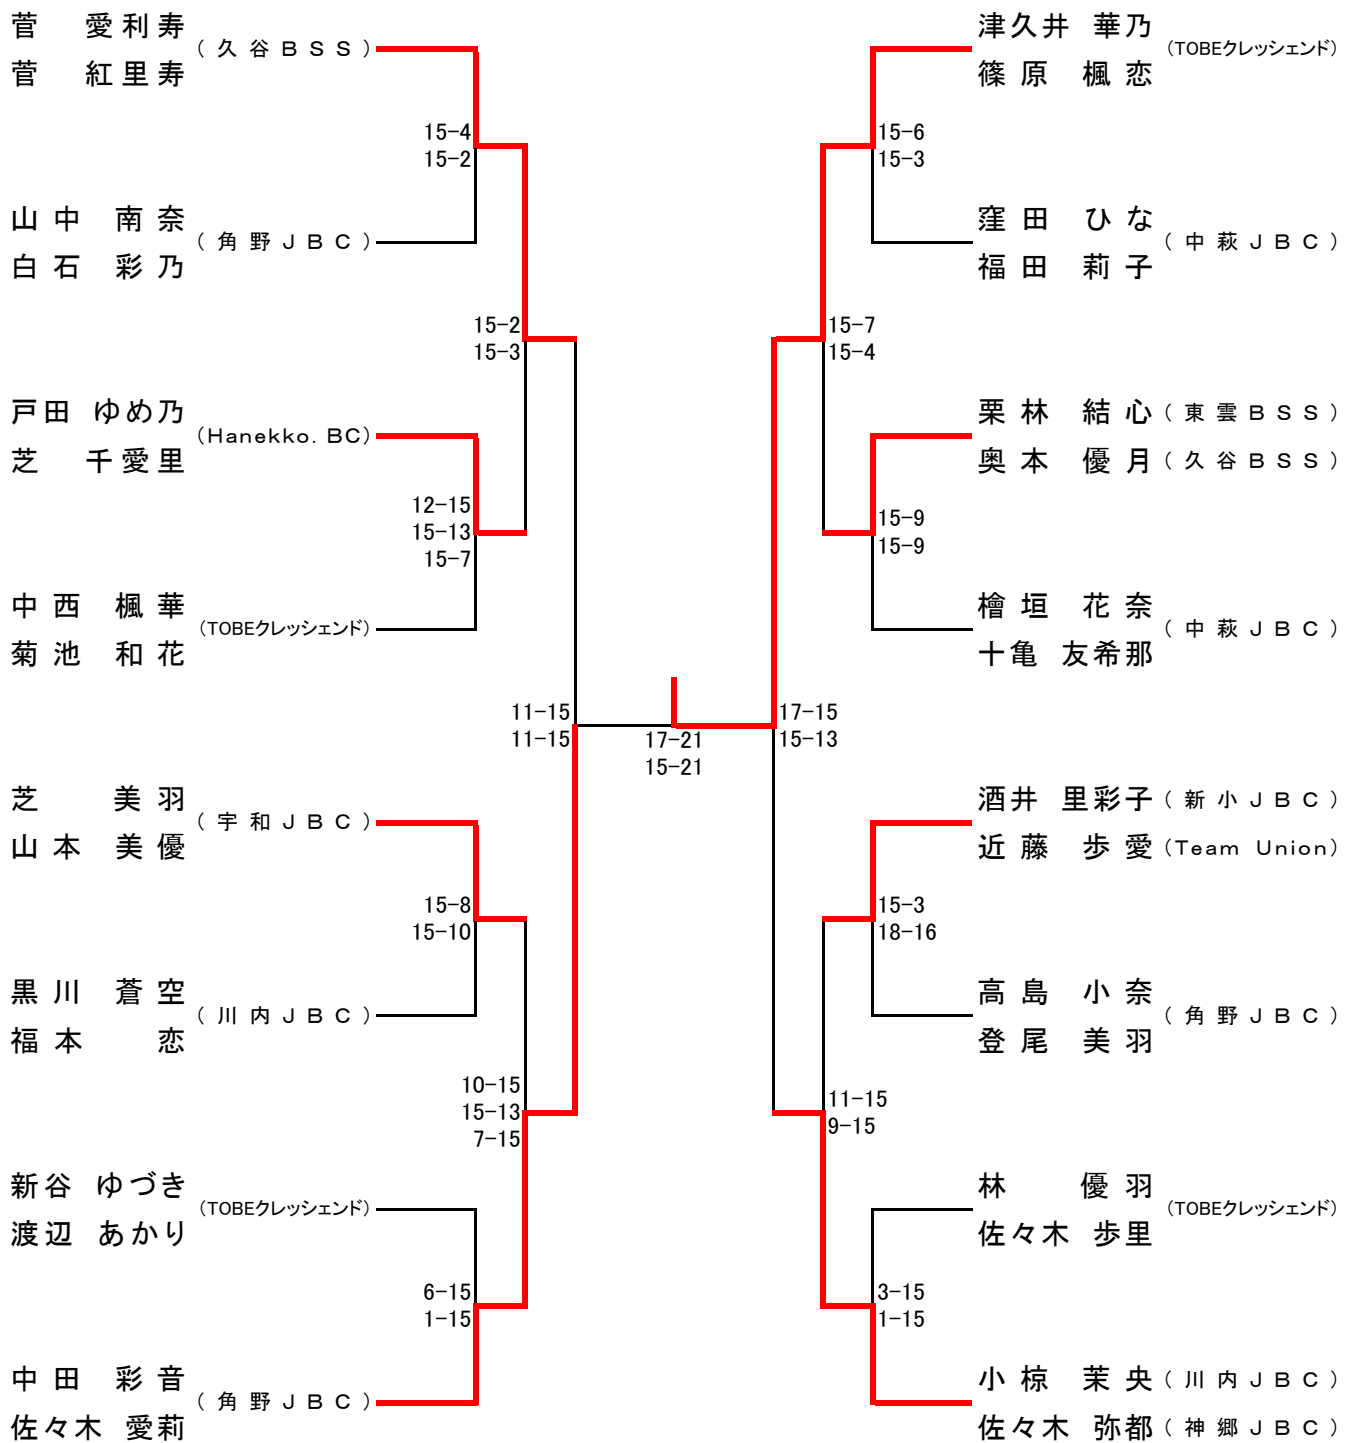 菅　愛利寿
(久谷ＢＳＳ)
菅　紅里寿
15-4
15-2
山中　南奈
(角野ＪＢＣ)
白石　彩乃
15-2
15-3
戸田　ゆめ乃
(Hanekko. BC)
芝　千愛里
12-15
15-13
15-7
中西　楓華
(TOBEクレッシェンド)
菊池　和花
11-15
11-15
芝　美羽
(宇和ＪＢＣ)
山本　美優
15-8
15-10
黒川　蒼空
(川内ＪＢＣ)
福本　恋
10-15
15-13
7-15
新谷　ゆづき
(TOBEクレッシェンド)
渡辺　あかり
6-15
1-15
中田　彩音
(角野ＪＢＣ)
佐々木　愛莉
17-21
15-21
津久井　華乃
(TOBEクレッシェンド)
篠原　楓恋
15-6
15-3
窪田　ひな
(中萩ＪＢＣ)
福田　莉子
15-7
15-4
栗林　結心 (東雲ＢＳＳ)
奥本　優月 (久谷ＢＳＳ)
15-9
15-9
檜垣　花奈
(中萩ＪＢＣ)
十亀　友希那
17-15
15-13
酒井　里彩子 (新小ＪＢＣ)
近藤　歩愛 (Team Union)
15-3
18-16
高島　小奈
(角野ＪＢＣ)
登尾　美羽
11-15
9-15
林　優羽
(TOBEクレッシェンド)
佐々木　歩里
3-15
1-15
小椋　茉央 (川内ＪＢＣ)
佐々木　弥都 (神郷ＪＢＣ)